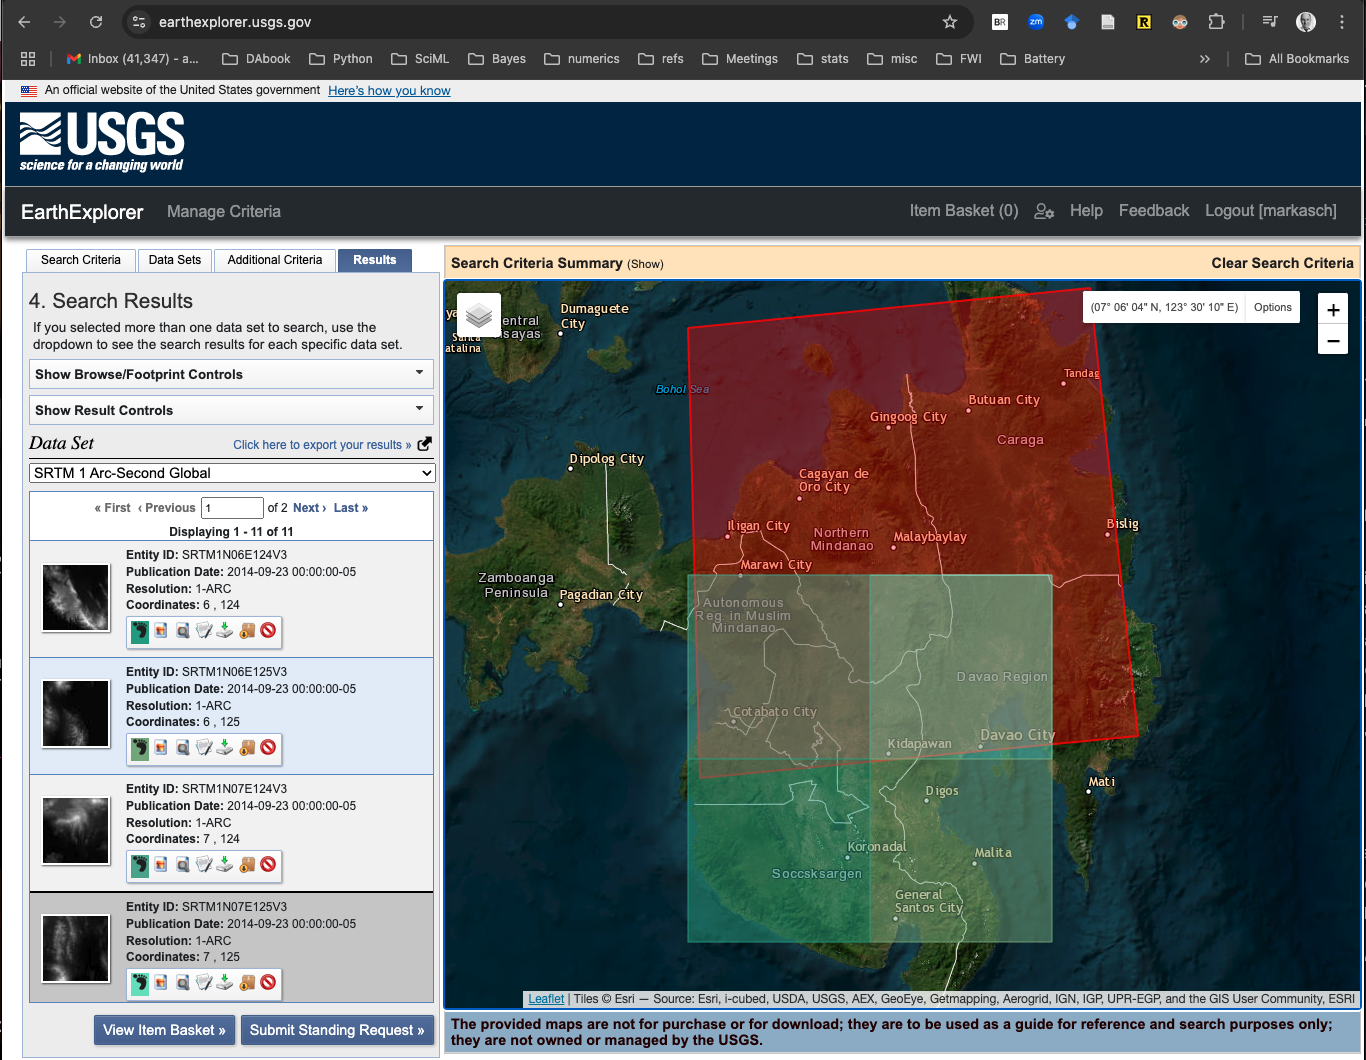 earthexplorer.usgs.gov
BR
zm
R
Inbox (41,347) - a...
DAbook
Python
SciML
Bayes
numerics
refs
Meetings
stats
misc
FWI
Battery
»
All Bookmarks
An official website of the United States government Here's how you know
USGS
science for a changing world
EarthExplorer
Manage Criteria
Item Basket (0)
Help
Feedback
Logout [markasch]
Search Criteria
Data Sets
Additional Criteria
Results
4. Search Results
If you selected more than one data set to search, use the
dropdown to see the search results for each specific data set.
Show Browse/Footprint Controls
Show Result Controls
Data Set
Click here to export your results »
SRTM 1 Arc-Second Global
« First ‹ Previous 1 of 2 Next › Last »
Displaying 1 - 11 of 11
Entity ID: SRTM1N06E124V3
Publication Date: 2014-09-23 00:00:00-05
Resolution: 1-ARC
Coordinates: 6 , 124
Entity ID: SRTM1N06E125V3
Publication Date: 2014-09-23 00:00:00-05
Resolution: 1-ARC
Coordinates: 6 , 125
Entity ID: SRTM1N07E124V3
Publication Date: 2014-09-23 00:00:00-05
Resolution: 1-ARC
Coordinates: 7 , 124
Entity ID: SRTM1N07E125V3
Publication Date: 2014-09-23 00:00:00-05
Resolution: 1-ARC
Coordinates: 7 , 125
View Item Basket »
Submit Standing Request »
Search Criteria Summary (Show)
Clear Search Criteria
(07° 06' 04" N, 123° 30' 10" E)
Options
+
−
Dumaguete
City
entral
isayas
atalina
Bohol Sea
Tandag
Butuan City
Gingoog City
Caraga
Dipolog City
Cagayan de
Oro City
Iligan City
Northern
Mindanao
Malaybaylay
Bislig
Marawi City
Zamboanga
Peninsula
Pagadian City
Autonomous
Reg. in Muslim
Mindanao
Davao Region
Cotabato City
Kidapawan
Davao City
Mati
Digos
Koronadal
Malita
Soccsksargen
General
Santos City
Leaflet | Tiles © Esri — Source: Esri, i-cubed, USDA, USGS, AEX, GeoEye, Getmapping, Aerogrid, IGN, IGP, UPR-EGP, and the GIS User Community, ESRI
The provided maps are not for purchase or for download; they are to be used as a guide for reference and search purposes only;
they are not owned or managed by the USGS.